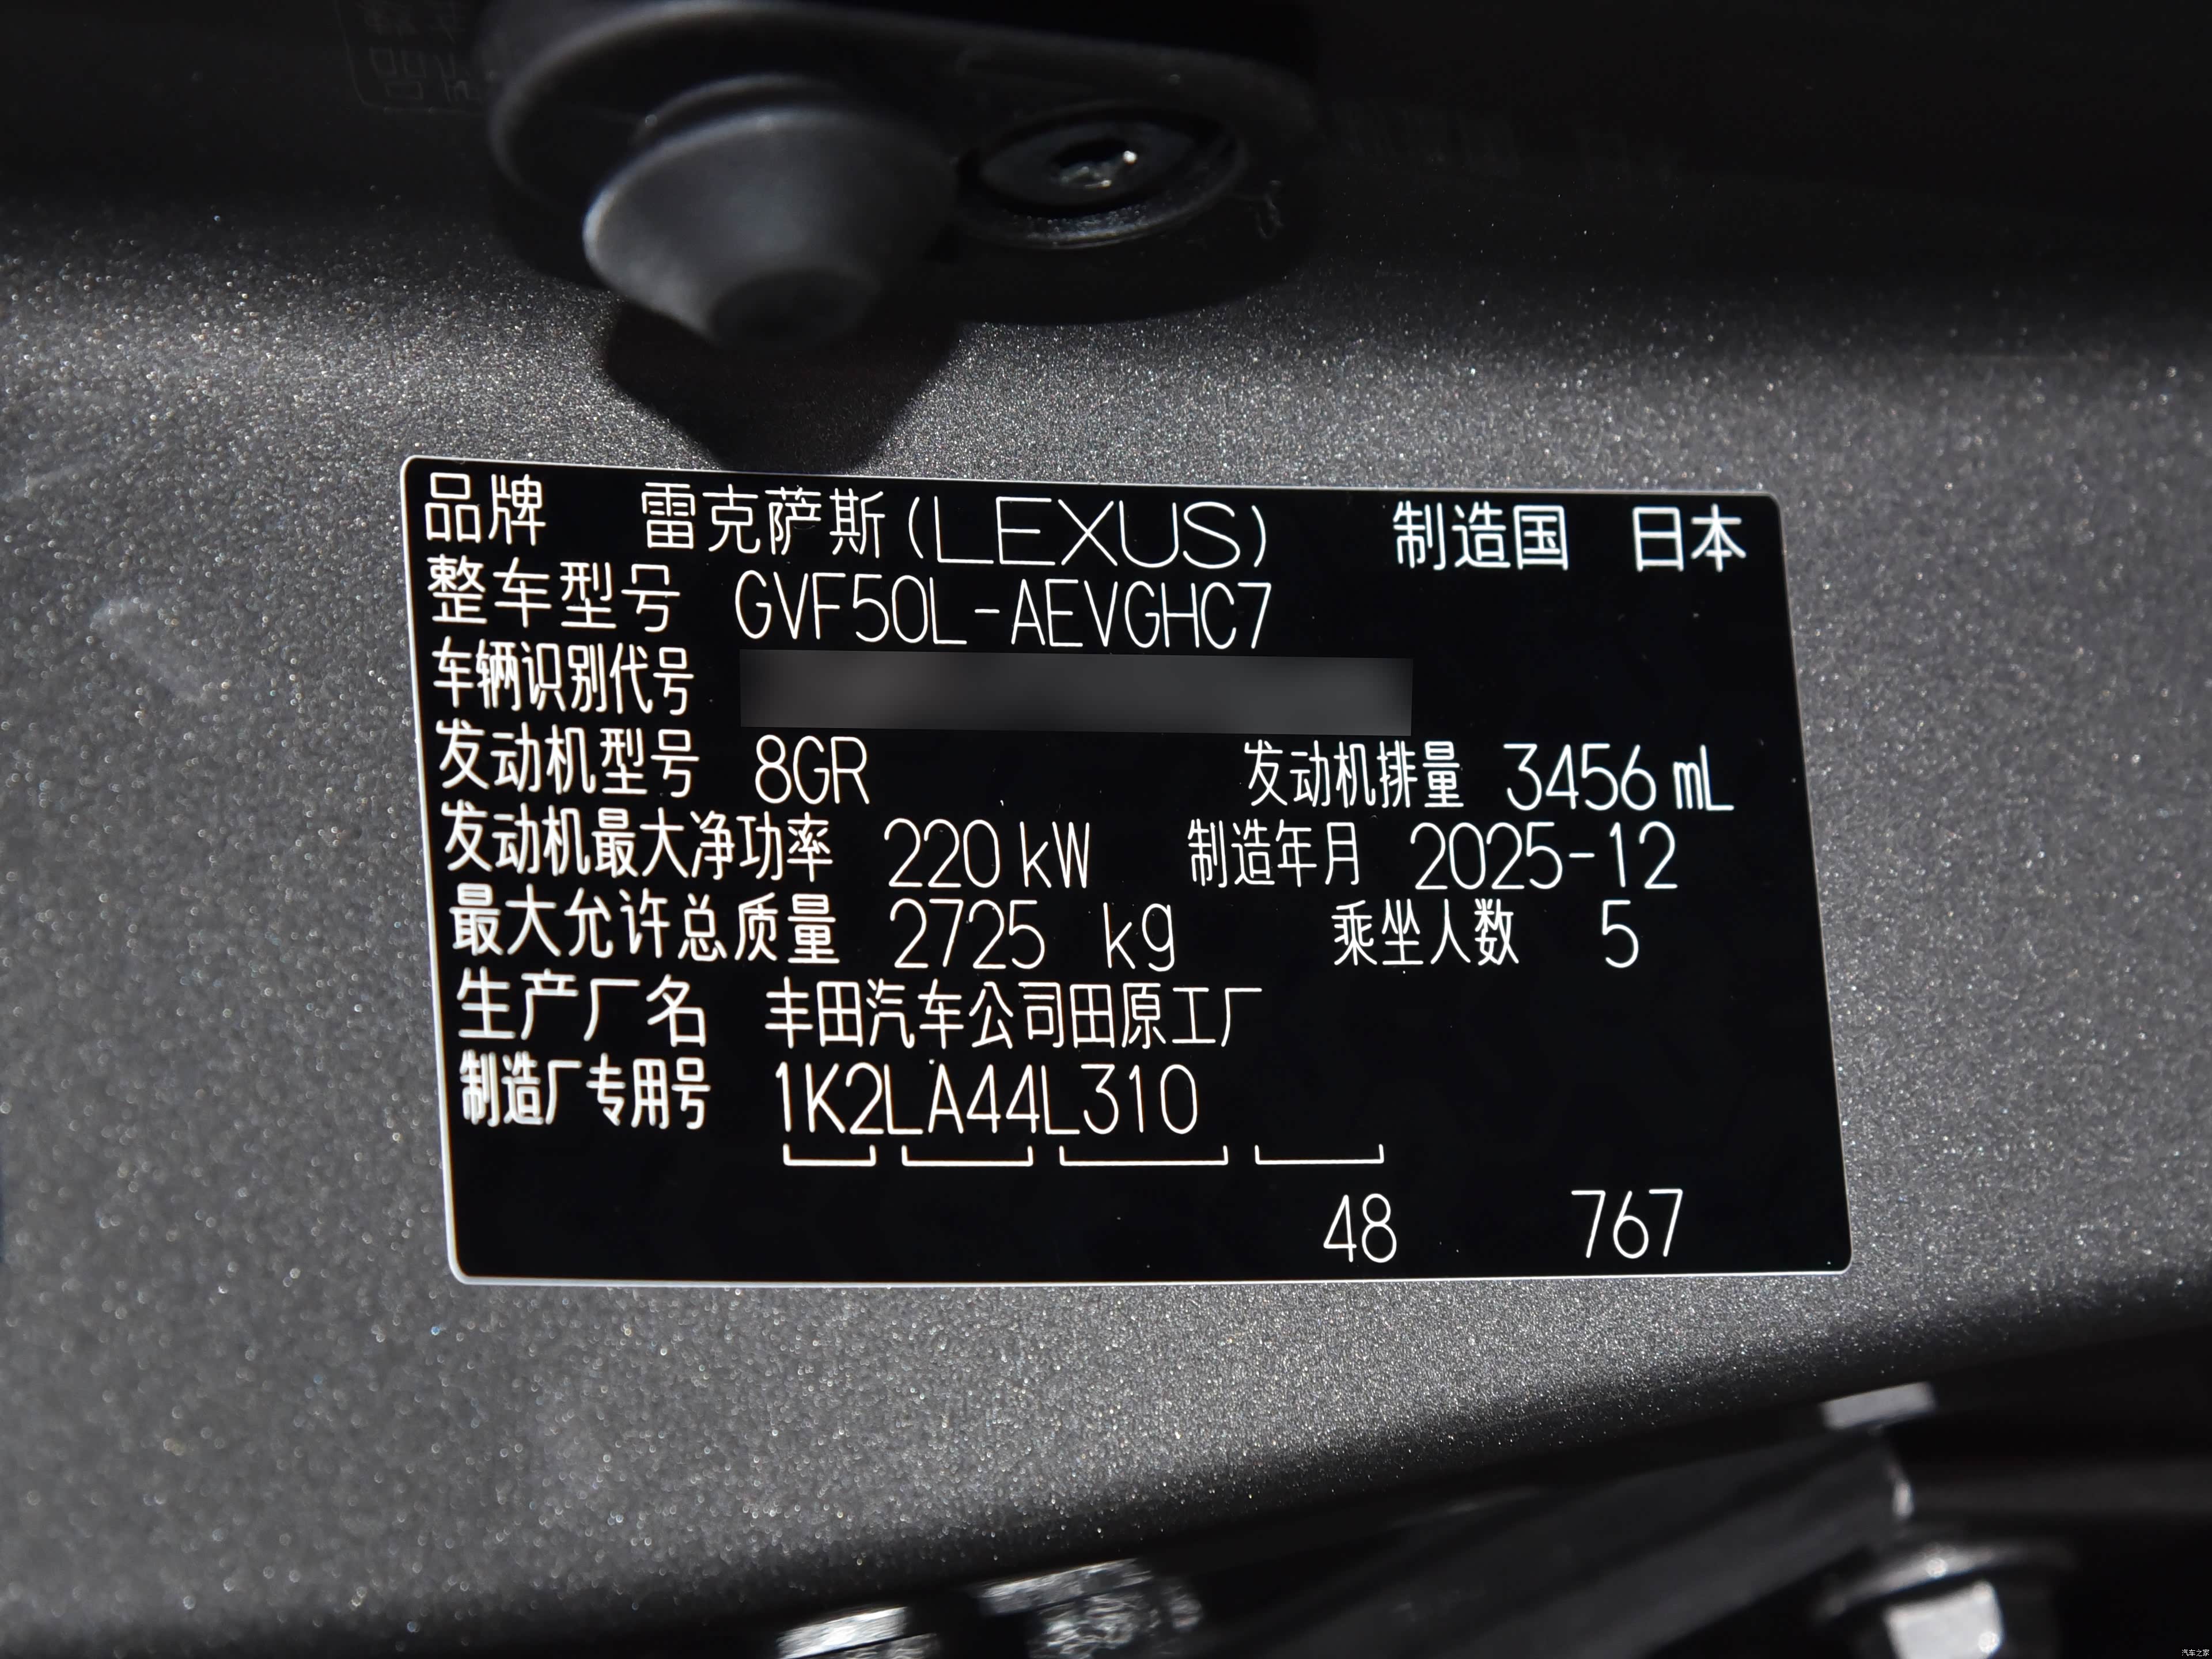 品牌 雷克萨斯(LEXUS) 制造国 日本
整车型号 GVF50L-AEVGHC7
车辆识别代号
发动机型号 8GR 发动机排量 3456 mL
发动机最大净功率 220 kW 制造年月 2025-12
最大允许总质量 2725 kg 乘坐人数 5
生产厂名 丰田汽车公司田原工厂
制造厂专用号 1K2LA44L310
48 767
汽车之家